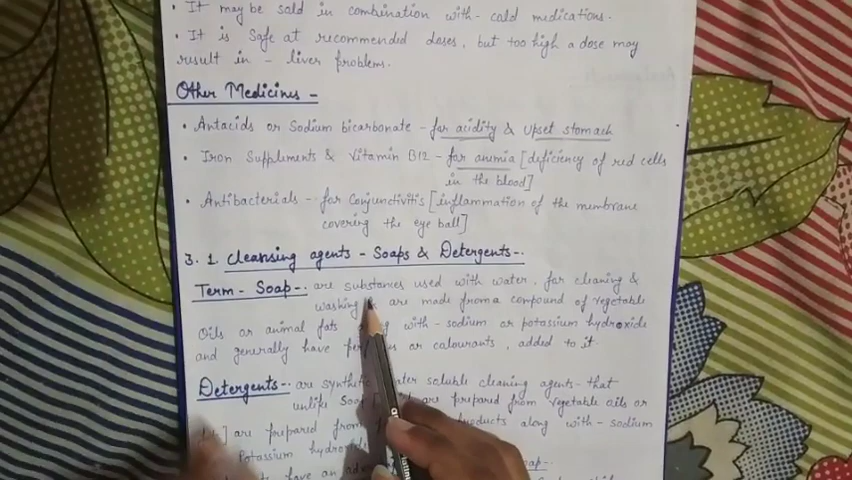 • It may be sold in combination with - cold medications.
• It is Safe at recommended doses, but too high a dose may
result in - liver problems.
Other Medicines -
• Antacids or Sodium bicarbonate - for acidity & Upset stomach
• Iron Supplements & Vitamin B12 - for anemia [deficiency of red cells
in the blood]
• Antibacterials - for Conjunctivitis [inflammation of the membrane
covering the eye ball]
3. 1. Cleansing agents - Soaps & Detergents -.
Term - Soap -. are substances used with water, for cleaning &
washing are made from a compound of vegetable
Oils or animal fats with - sodium or potassium hydroxide
and generally have or colourants, added to it
Detergents -. are synthetic water soluble cleaning agents - that
unlike Soap are prepared from vegetable oils or
are prepared from products along with - sodium
Potassium
have an